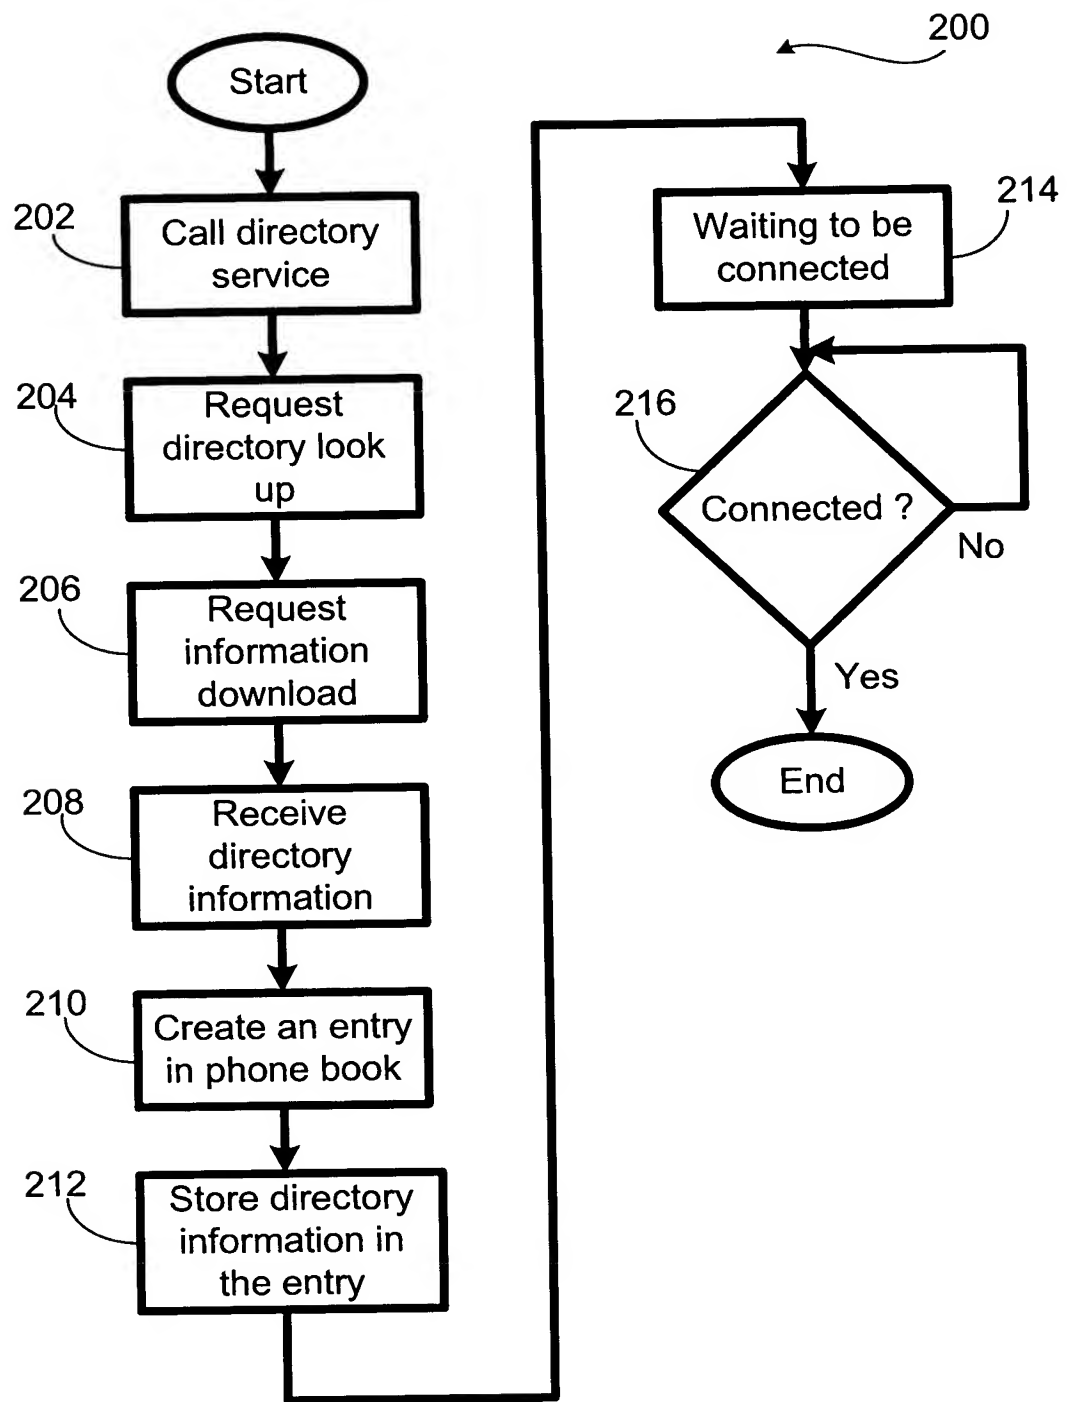 200
Start
202
Call directory
service
204
Request
directory look
up
206
Request
information
download
208
Receive
directory
information
210
Create an entry
in phone book
212
Store directory
information in
the entry
214
Waiting to be
connected
216
Connected ?
No
Yes
End